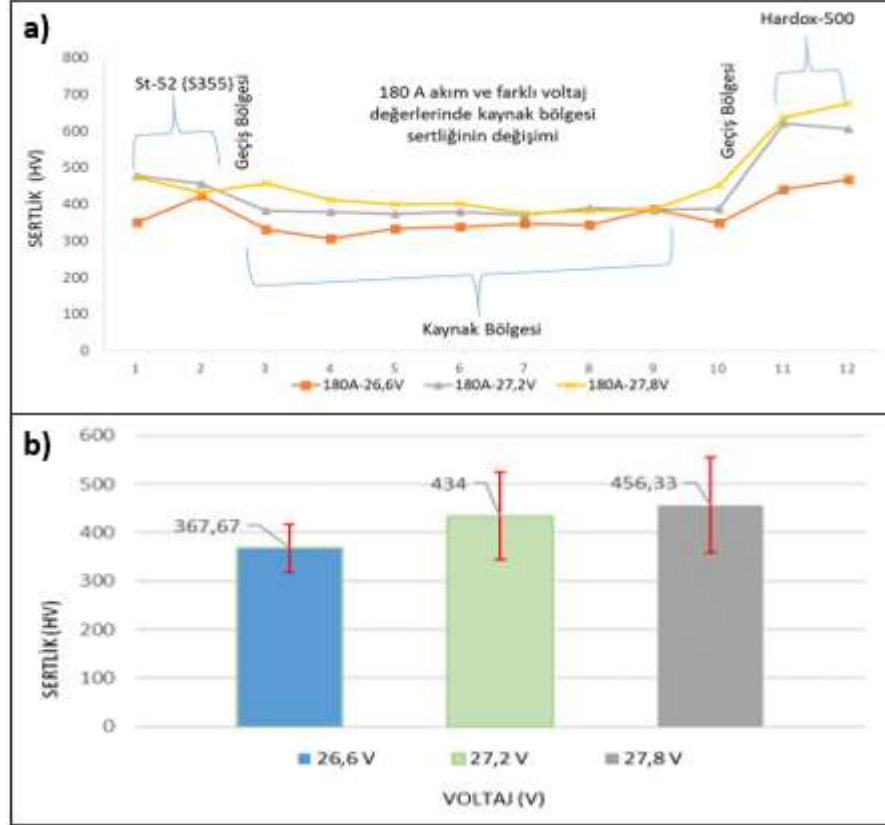 a)
Hardox-500
800
700
600
500
400
300
200
100
0
SERTLİK (HV)
St-52 (S355)
Geçiş Bölgesi
180 A akım ve farklı voltaj
değerlerinde kaynak bölgesi
sertliğinin değişimi
Geçiş Bölgesi
Kaynak Bölgesi
1 2 3 4 5 6 7 8 9 10 11 12
180A-26,6V 180A-27,2V 180A-27,8V
b)
600
500
400
300
200
100
0
SERTLİK (HV)
367,67
434
456,33
26,6 V 27,2 V 27,8 V
VOLTAJ (V)